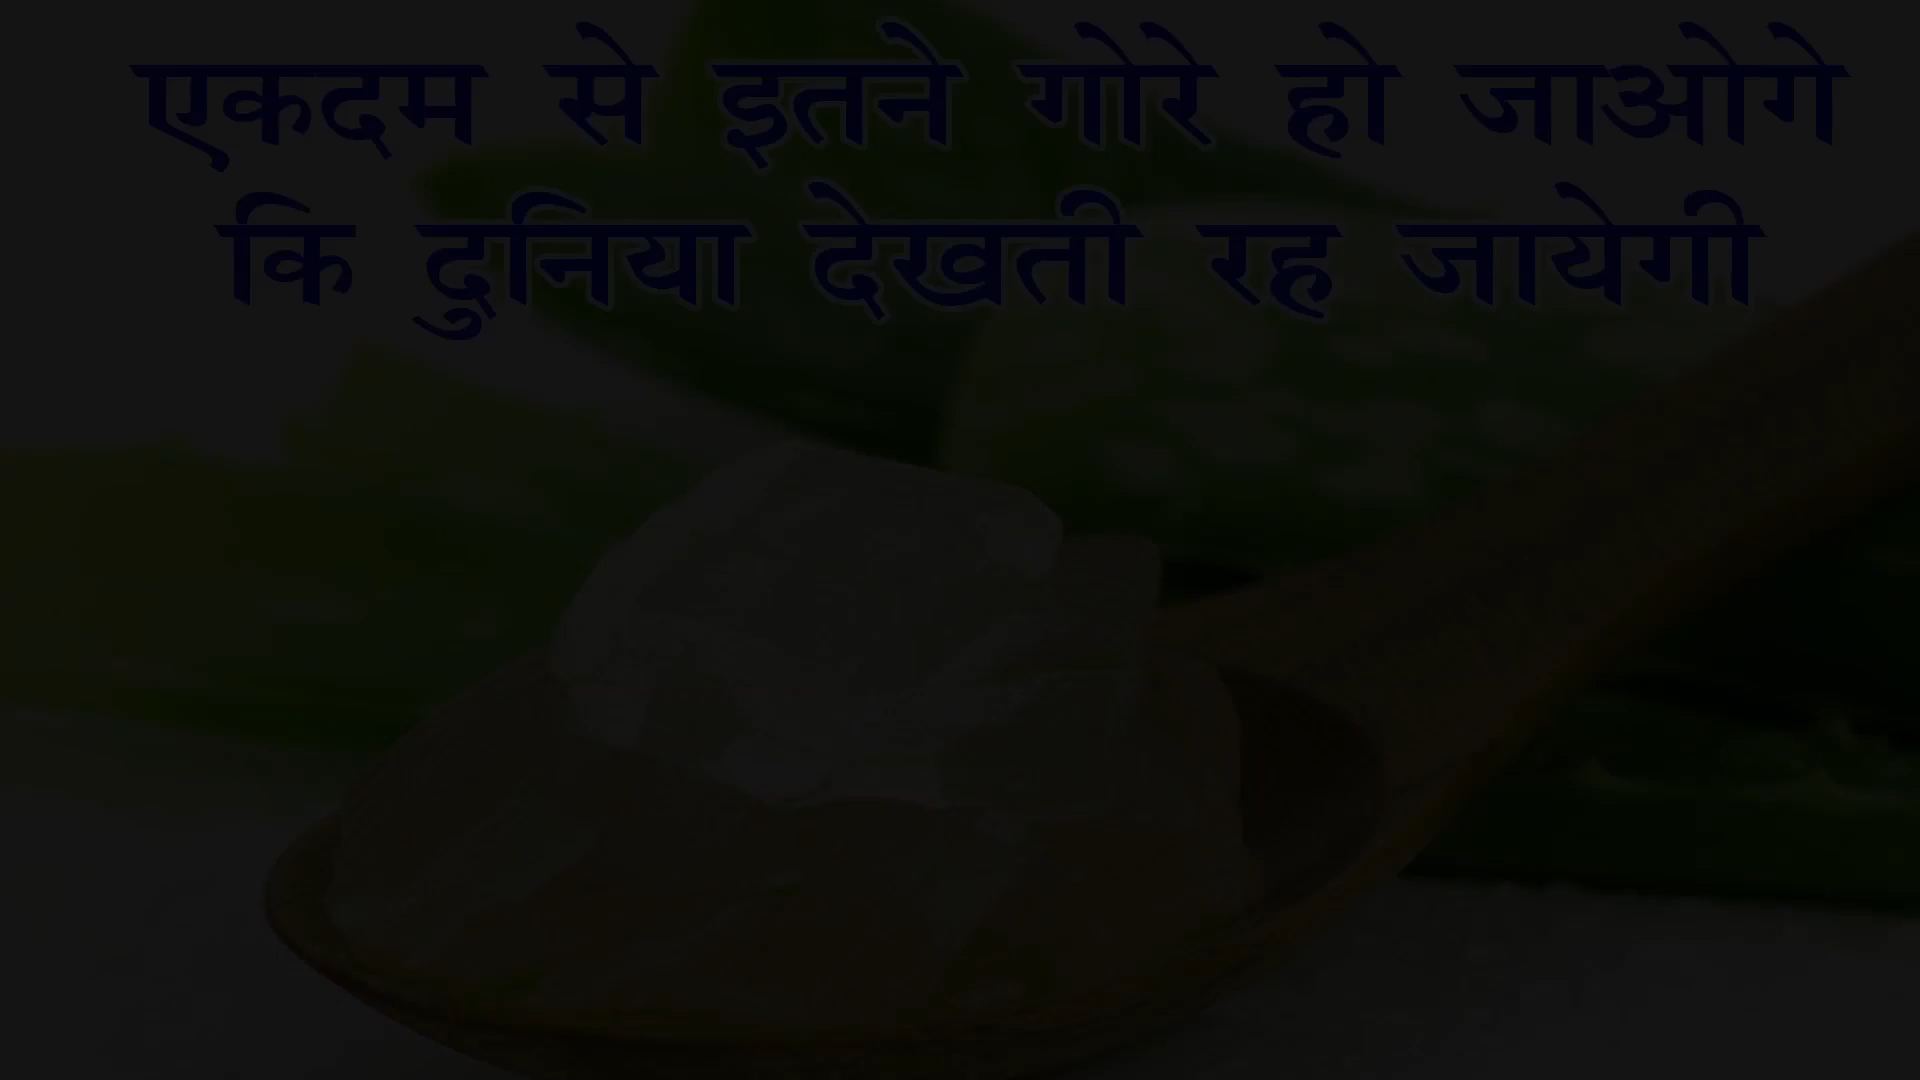 एकदम से इतने गोरे हो जाओगे
कि दुनिया देखती रह जायेगी